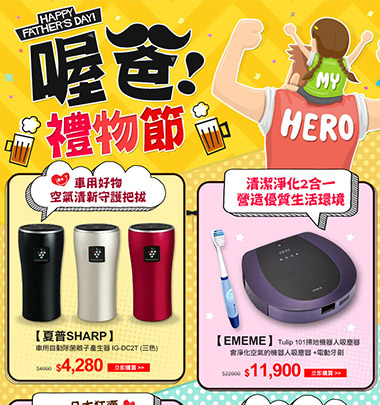 HAPPY
FATHER'S DAY!
喔爸!
禮物節
MY
HERO
車用好物
空氣清新守護把拔
清潔淨化2合一
營造優質生活環境
【夏普SHARP】
車用自動除菌離子產生器 IG-DC2T (三色)
$4990 $4,280 立即購買 >>
【EMEME】Tulip 101掃地機器人吸塵器
會淨化空氣的機器人吸塵器+電動牙刷
$22900 $11,900 立即購買 >>